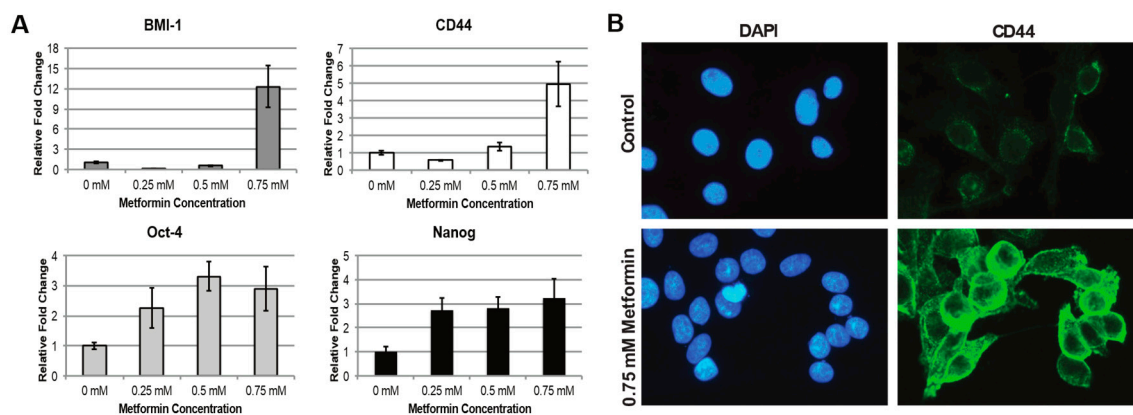 A
BMI-1
Relative Fold Change
18
15
12
9
6
3
0
0 mM 0.25 mM 0.5 mM 0.75 mM
Metformin Concentration
CD44
Relative Fold Change
7
6
5
4
3
2
1
0
0 mM 0.25 mM 0.5 mM 0.75 mM
Metformin Concentration
Oct-4
Relative Fold Change
4
3
2
1
0
0 mM 0.25 mM 0.5 mM 0.75 mM
Metformin Concentration
Nanog
Relative Fold Change
5
4
3
2
1
0
0 mM 0.25 mM 0.5 mM 0.75 mM
Metformin Concentration
B
DAPI CD44
Control
0.75 mM Metformin